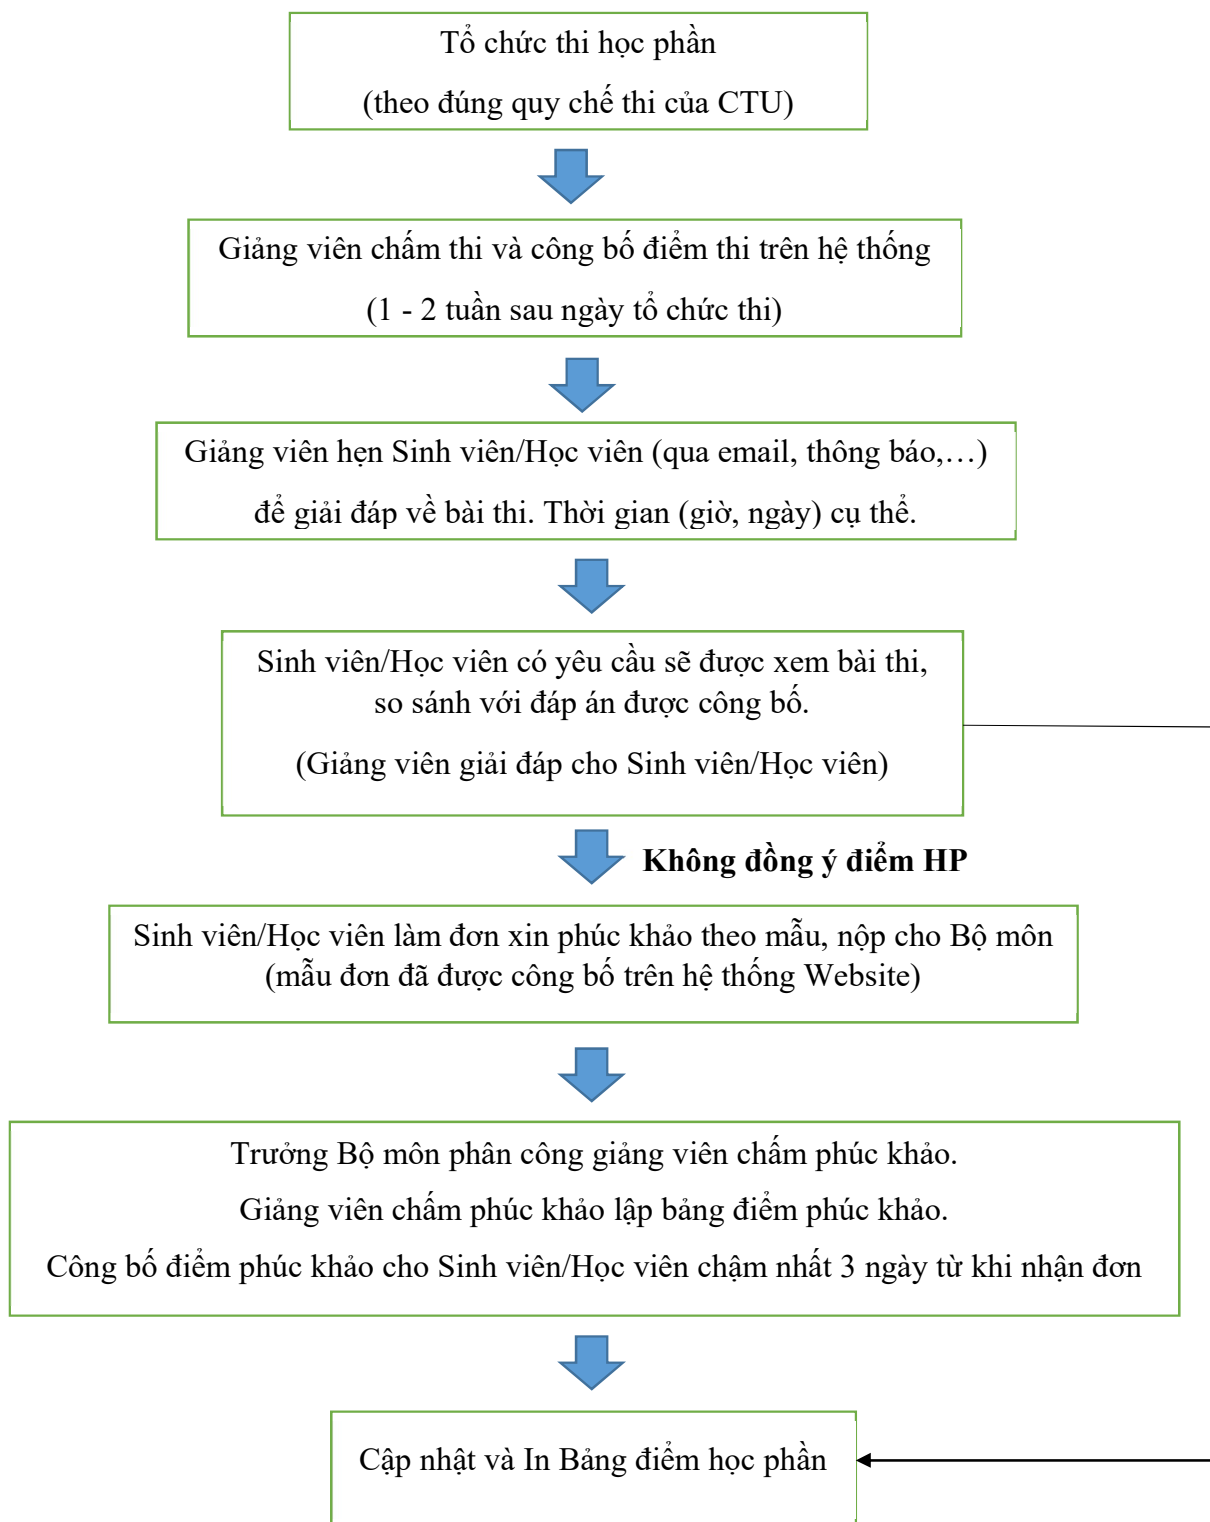 Tổ chức thi học phần
(theo đúng quy chế thi của CTU)
Giảng viên chấm thi và công bố điểm thi trên hệ thống
(1 - 2 tuần sau ngày tổ chức thi)
Giảng viên hẹn Sinh viên/Học viên (qua email, thông báo,…)
để giải đáp về bài thi. Thời gian (giờ, ngày) cụ thể.
Sinh viên/Học viên có yêu cầu sẽ được xem bài thi,
so sánh với đáp án được công bố.
(Giảng viên giải đáp cho Sinh viên/Học viên)
Không đồng ý điểm HP
Sinh viên/Học viên làm đơn xin phúc khảo theo mẫu, nộp cho Bộ môn
(mẫu đơn đã được công bố trên hệ thống Website)
Trưởng Bộ môn phân công giảng viên chấm phúc khảo.
Giảng viên chấm phúc khảo lập bảng điểm phúc khảo.
Công bố điểm phúc khảo cho Sinh viên/Học viên chậm nhất 3 ngày từ khi nhận đơn
Cập nhật và In Bảng điểm học phần